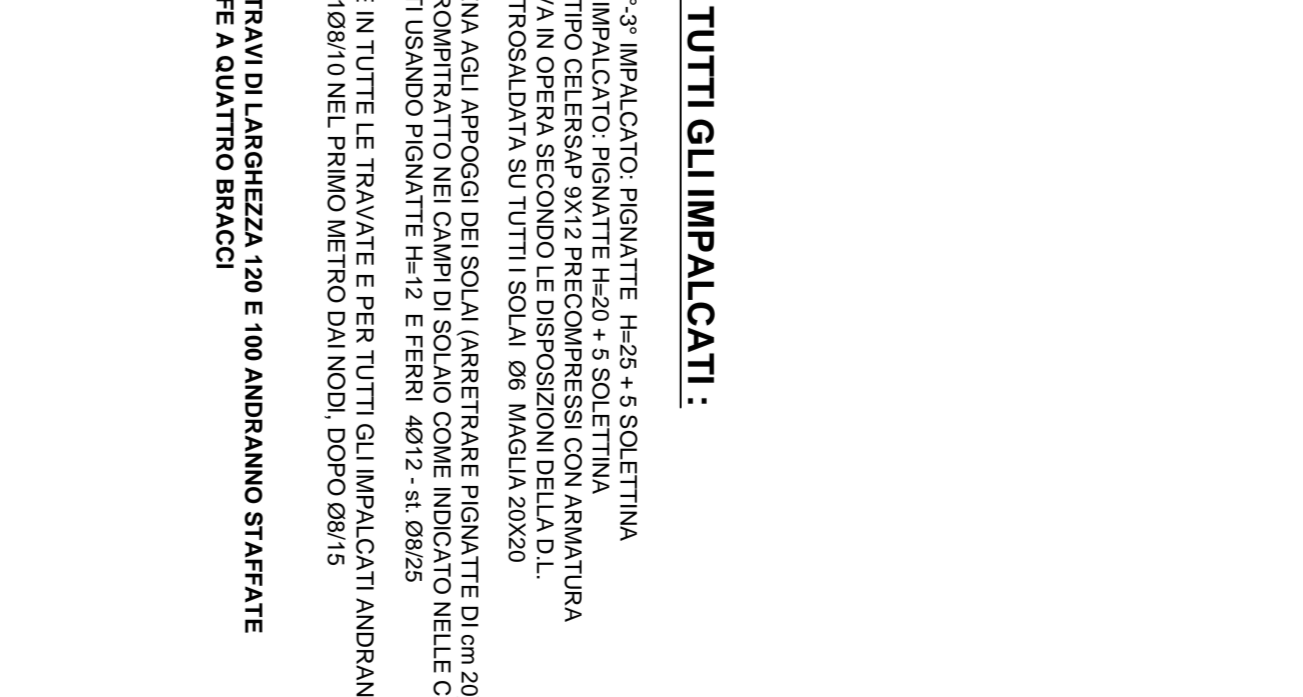 TUTTI GLI IMPALCATI :
°-3° IMPALCATO: PIGNATTE H=25 + 5 SOLETTINA
IMPALCATO: PIGNATTE H=20 + 5 SOLETTINA
TIPO CELERSAP 9X12 PRECOMPRESSI CON ARMATURA
VA IN OPERA SECONDO LE DISPOSIZIONI DELLA D.L.
TROSALDATA SU TUTTI I SOLAI Ø6 MAGLIA 20X20
NA AGLI APPOGGI DEI SOLAI (ARRETRARE PIGNATTE DI cm 20
ROMPITRATTO NEI CAMPI DI SOLAIO COME INDICATO NELLE C
TI USANDO PIGNATTE H=12 E FERRI 4Ø12 - st. Ø8/25
E IN TUTTE LE TRAVATE E PER TUTTI GLI IMPALCATI ANDRAN
1Ø8/10 NEL PRIMO METRO DAI NODI, DOPO Ø8/15
TRAVI DI LARGHEZZA 120 E 100 ANDRANNO STAFFATE
FE A QUATTRO BRACCI